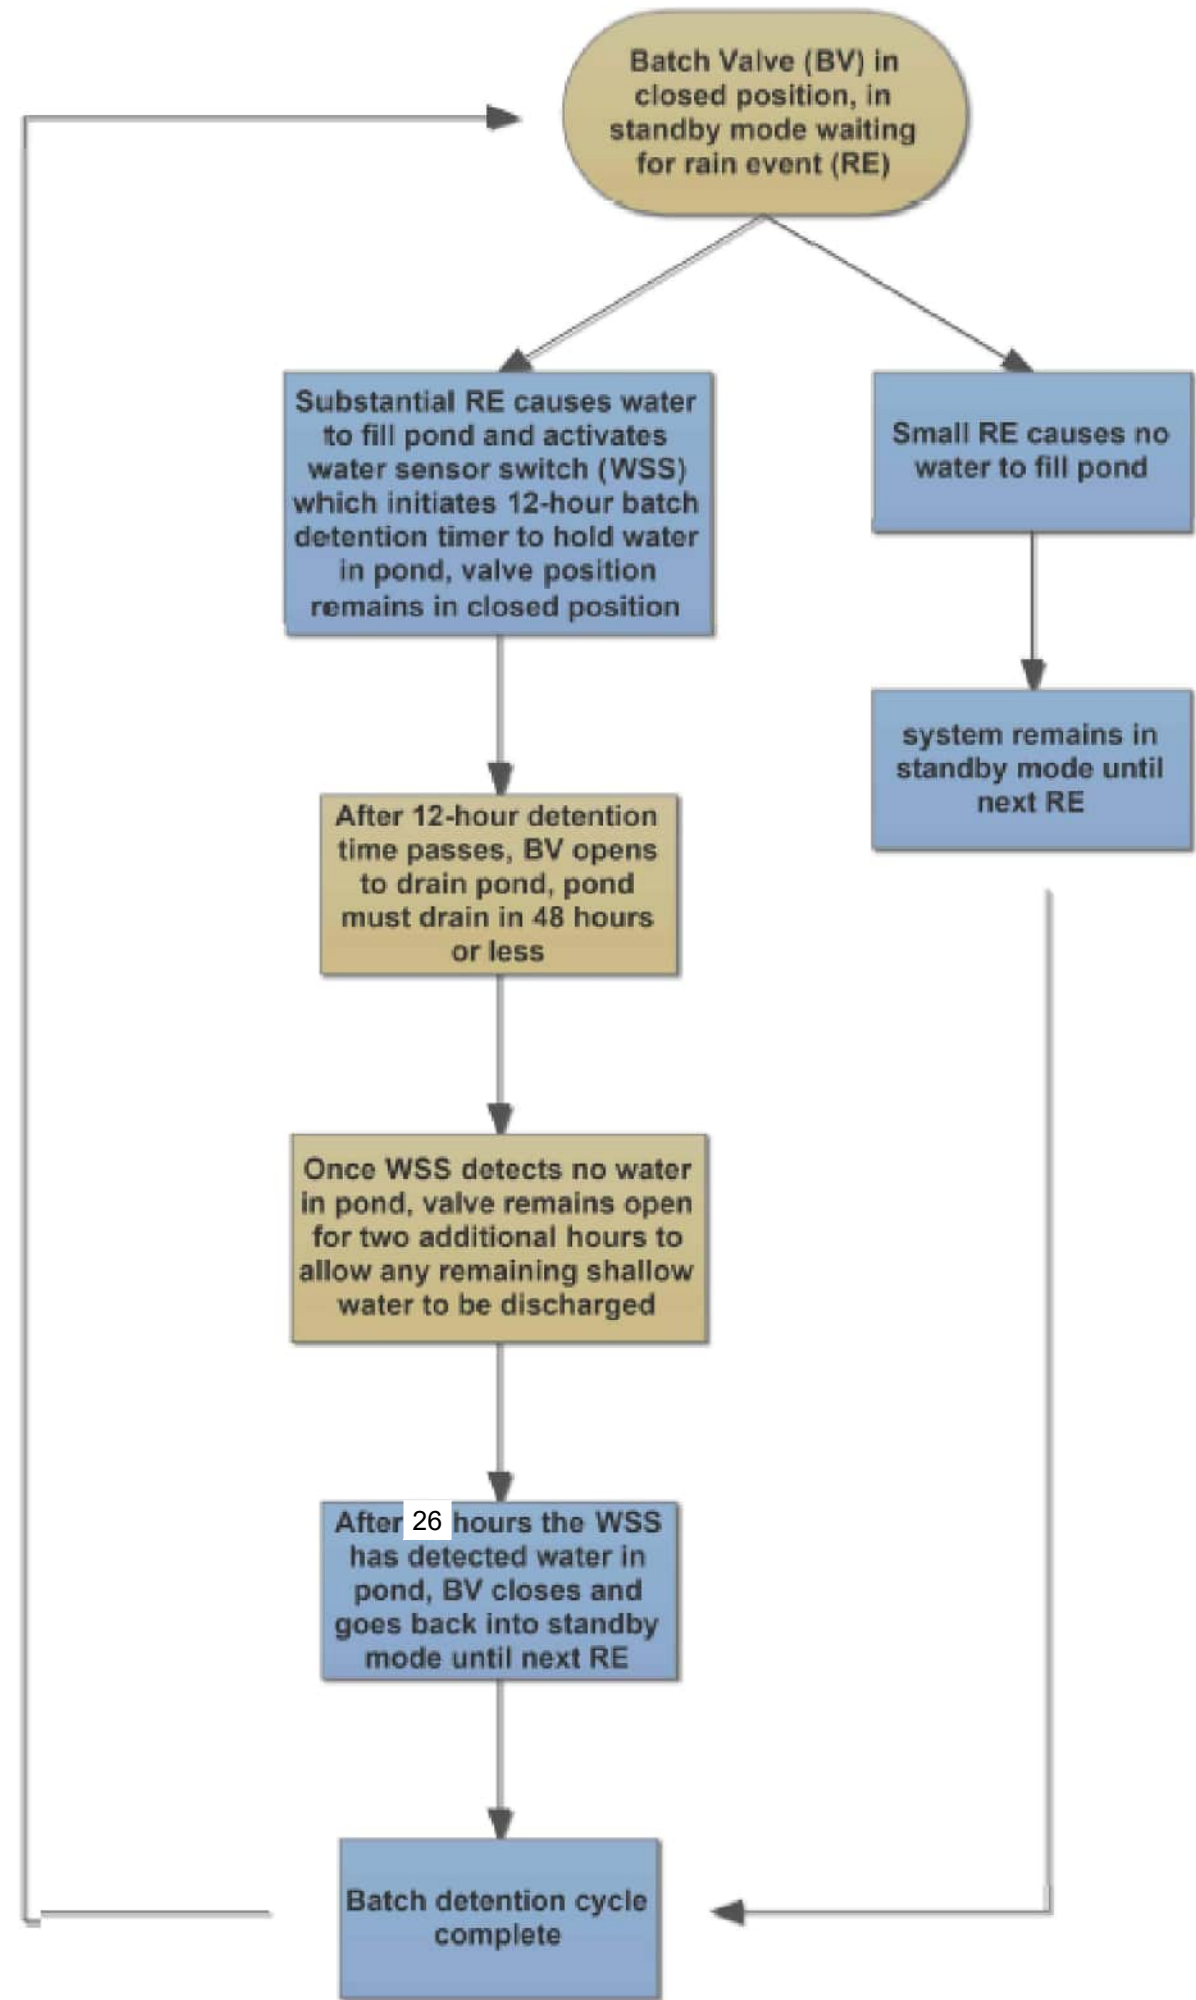 Batch Valve (BV) in
closed position, in
standby mode waiting
for rain event (RE)
Substantial RE causes water
to fill pond and activates
water sensor switch (WSS)
which initiates 12-hour batch
detention timer to hold water
in pond, valve position
remains in closed position
Small RE causes no
water to fill pond
system remains in
standby mode until
next RE
After 12-hour detention
time passes, BV opens
to drain pond, pond
must drain in 48 hours
or less
Once WSS detects no water
in pond, valve remains open
for two additional hours to
allow any remaining shallow
water to be discharged
After 26 hours the WSS
has detected water in
pond, BV closes and
goes back into standby
mode until next RE
Batch detention cycle
complete